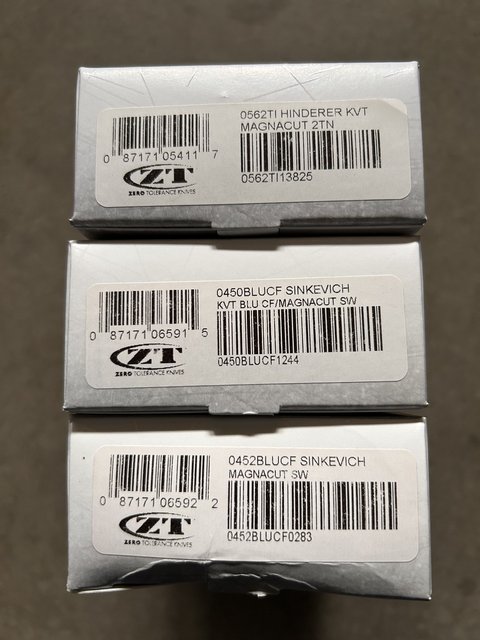 0562TI HINDERER KVT
MAGNACUT 2TN
0 87171 05411 7
0562TI13825
ZT
ZERO TOLERANCE KNIVES
0450BLUCF SINKEVICH
KVT BLU CF/MAGNACUT SW
0 87171 06591 5
0450BLUCF1244
ZT
ZERO TOLERANCE KNIVES
0452BLUCF SINKEVICH
MAGNACUT SW
0 87171 06592 2
0452BLUCF0283
ZT
ZERO TOLERANCE KNIVES